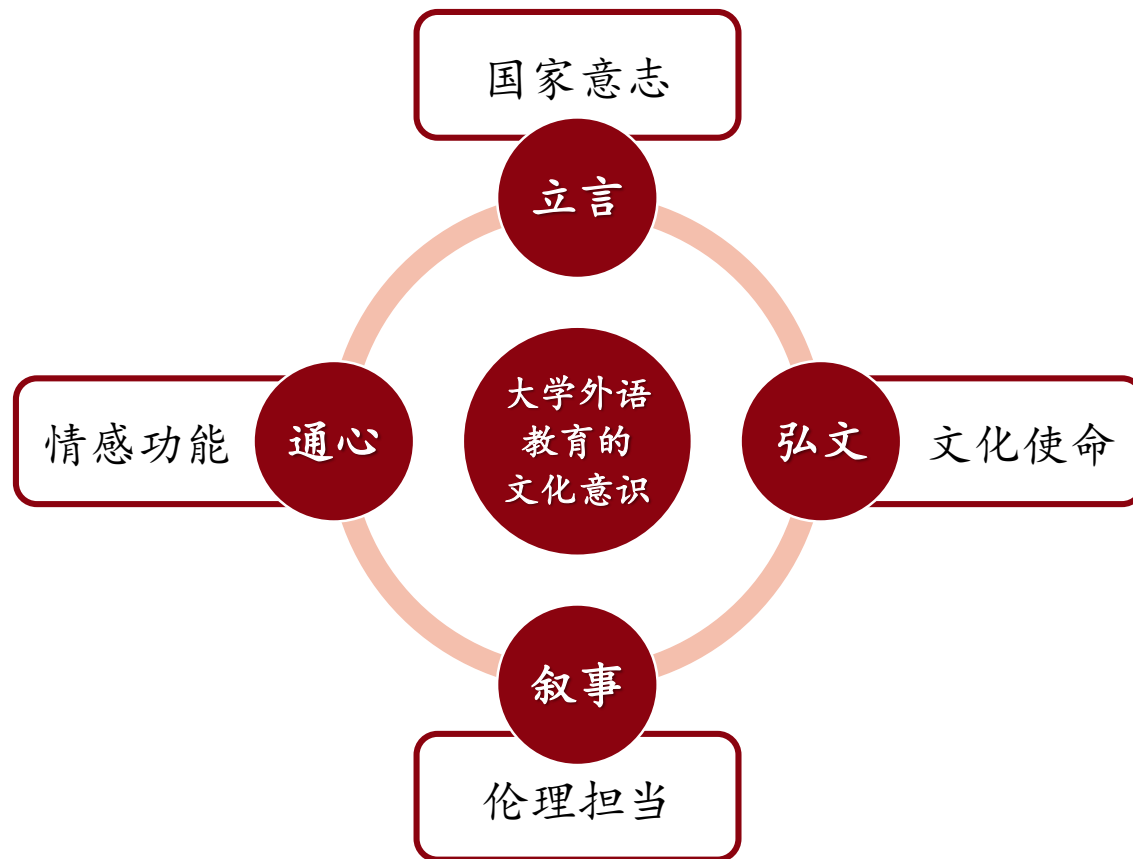 国家意志
立言
情感功能
通心
大学外语
教育的
文化意识
弘文
文化使命
叙事
伦理担当